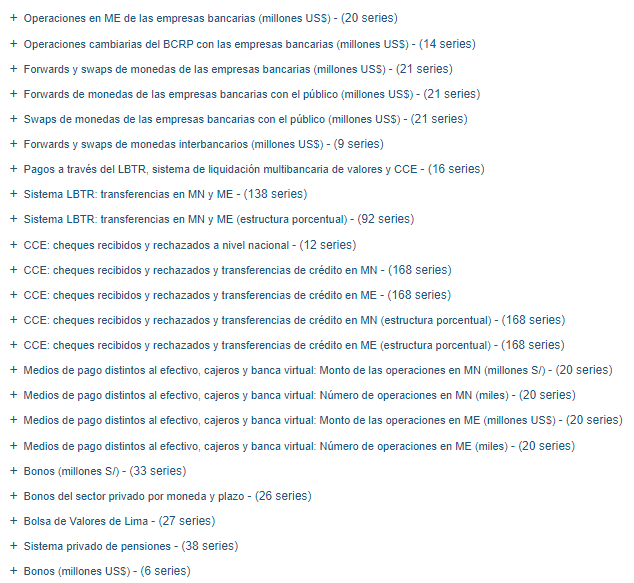 + Operaciones en ME de las empresas bancarias (millones US$) - (20 series)
+ Operaciones cambiarias del BCRP con las empresas bancarias (millones US$) - (14 series)
+ Forwards y swaps de monedas de las empresas bancarias (millones US$) - (21 series)
+ Forwards de monedas de las empresas bancarias con el público (millones US$) - (21 series)
+ Swaps de monedas de las empresas bancarias con el público (millones US$) - (21 series)
+ Forwards y swaps de monedas interbancarios (millones US$) - (9 series)
+ Pagos a través del LBTR, sistema de liquidación multibancaria de valores y CCE - (16 series)
+ Sistema LBTR: transferencias en MN y ME - (138 series)
+ Sistema LBTR: transferencias en MN y ME (estructura porcentual) - (92 series)
+ CCE: cheques recibidos y rechazados a nivel nacional - (12 series)
+ CCE: cheques recibidos y rechazados y transferencias de crédito en MN - (168 series)
+ CCE: cheques recibidos y rechazados y transferencias de crédito en ME - (168 series)
+ CCE: cheques recibidos y rechazados y transferencias de crédito en MN (estructura porcentual) - (168 series)
+ CCE: cheques recibidos y rechazados y transferencias de crédito en ME (estructura porcentual) - (168 series)
+ Medios de pago distintos al efectivo, cajeros y banca virtual: Monto de las operaciones en MN (millones S/) - (20 series)
+ Medios de pago distintos al efectivo, cajeros y banca virtual: Número de operaciones en MN (miles) - (20 series)
+ Medios de pago distintos al efectivo, cajeros y banca virtual: Monto de las operaciones en ME (millones US$) - (20 series)
+ Medios de pago distintos al efectivo, cajeros y banca virtual: Número de operaciones en ME (miles) - (20 series)
+ Bonos (millones S/) - (33 series)
+ Bonos del sector privado por moneda y plazo - (26 series)
+ Bolsa de Valores de Lima - (27 series)
+ Sistema privado de pensiones - (38 series)
+ Bonos (millones US$) - (6 series)